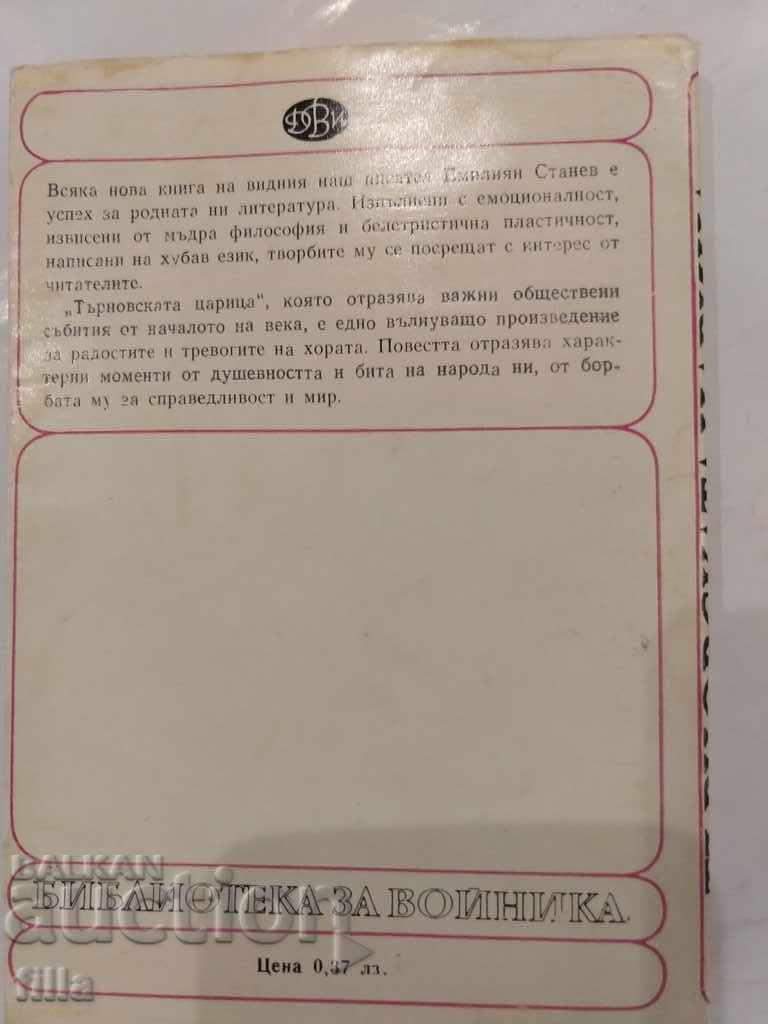 ДВИ
Всяка нова книга на видния наш писател Емилиян Станев е
успех за родната ни литература. Изпълнени с емоционалност,
извисени от мъдра философия и белетристична пластичност,
написани на хубав език, творбите му се посрещат с интерес от
читателите.
„Търновската царица“, която отразява важни обществени
събития от началото на века, е едно вълнуващо произведение
за радостите и тревогите на хората. Повестта отразява харак-
терни моменти от душевността и бита на народа ни, от бор-
бата му за справедливост и мир.
БИБЛИОТЕКА ЗА ВОЙНИКА
Цена 0,37 лв.
BALKAN
auction
filla